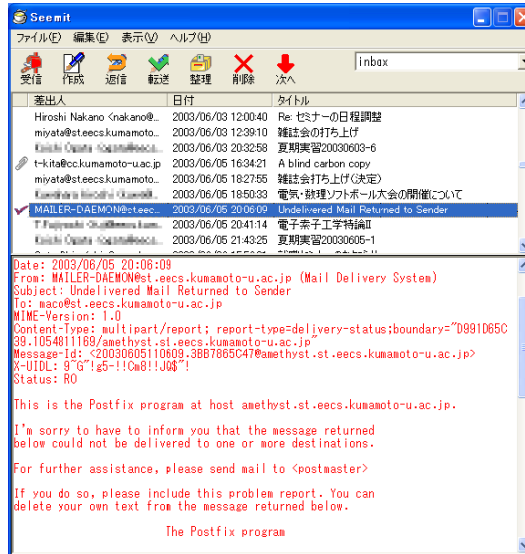 Seemit
ファイル(F) 編集(E) 表示(V) ヘルプ(H)
受信 作成 返信 転送 整理 削除 次へ inbox
差出人 日付 タイトル
Hiroshi Nakano <nakano@... 2003/06/03 12:00:40 Re: セミナーの日程調整
miyata@st.eecs.kumamoto... 2003/06/03 12:39:10 雑誌会の打ち上げ
2003/06/03 20:32:58 夏期実習20030603-6
t-kita@cc.kumamoto-u.ac.jp 2003/06/05 16:34:21 A blind carbon copy
miyata@st.eecs.kumamoto... 2003/06/05 18:27:55 雑誌会打ち上げ(決定)
2003/06/05 18:50:33 電気・数理ソフトボール大会の開催について
MAILER-DAEMON@st.eec... 2003/06/05 20:06:09 Undelivered Mail Returned to Sender
2003/06/05 20:41:14 電子素子工学特論II
2003/06/05 21:43:25 夏期実習20030605-1
Date: 2003/06/05 20:06:09
From: MAILER-DAEMON@st.eecs.kumamoto-u.ac.jp (Mail Delivery System)
Subject: Undelivered Mail Returned to Sender
To: maco@st.eecs.kumamoto-u.ac.jp
MIME-Version: 1.0
Content-Type: multipart/report; report-type=delivery-status;boundary="D991D65C
39.1054811169/amethyst.st.eecs.kumamoto-u.ac.jp"
Message-Id: <20030605110609.3BB7865C47@amethyst.st.eecs.kumamoto-u.ac.jp>
X-UIDL: 9~G"!g5-!!Cm8!!JQ$"!
Status: RO
This is the Postfix program at host amethyst.st.eecs.kumamoto-u.ac.jp.
I'm sorry to have to inform you that the message returned
below could not be delivered to one or more destinations.
For further assistance, please send mail to <postmaster>
If you do so, please include this problem report. You can
delete your own text from the message returned below.
The Postfix program